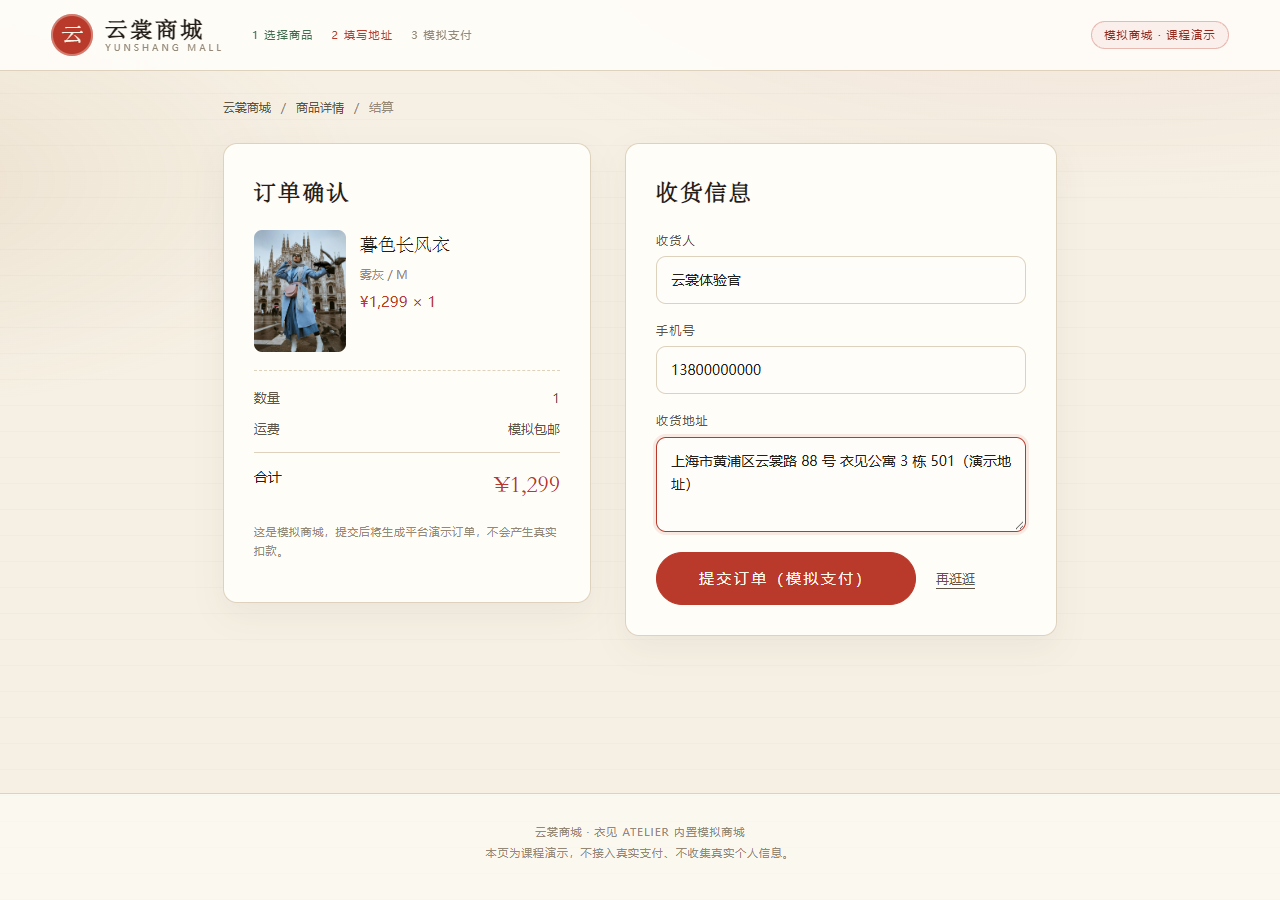 云
云裳商城
YUNSHANG MALL
1 选择商品 2 填写地址 3 模拟支付
模拟商城 · 课程演示
云裳商城 / 商品详情 / 结算
订单确认
暮色长风衣
雾灰 / M
¥1,299 × 1
数量 1
运费 模拟包邮
合计 ¥1,299
这是模拟商城，提交后将生成平台演示订单，不会产生真实
扣款。
收货信息
收货人
云裳体验官
手机号
13800000000
收货地址
上海市黄浦区云裳路 88 号 衣见公寓 3 栋 501（演示地
址）
提交订单（模拟支付）
再逛逛
云裳商城 · 衣见 ATELIER 内置模拟商城
本页为课程演示，不接入真实支付、不收集真实个人信息。